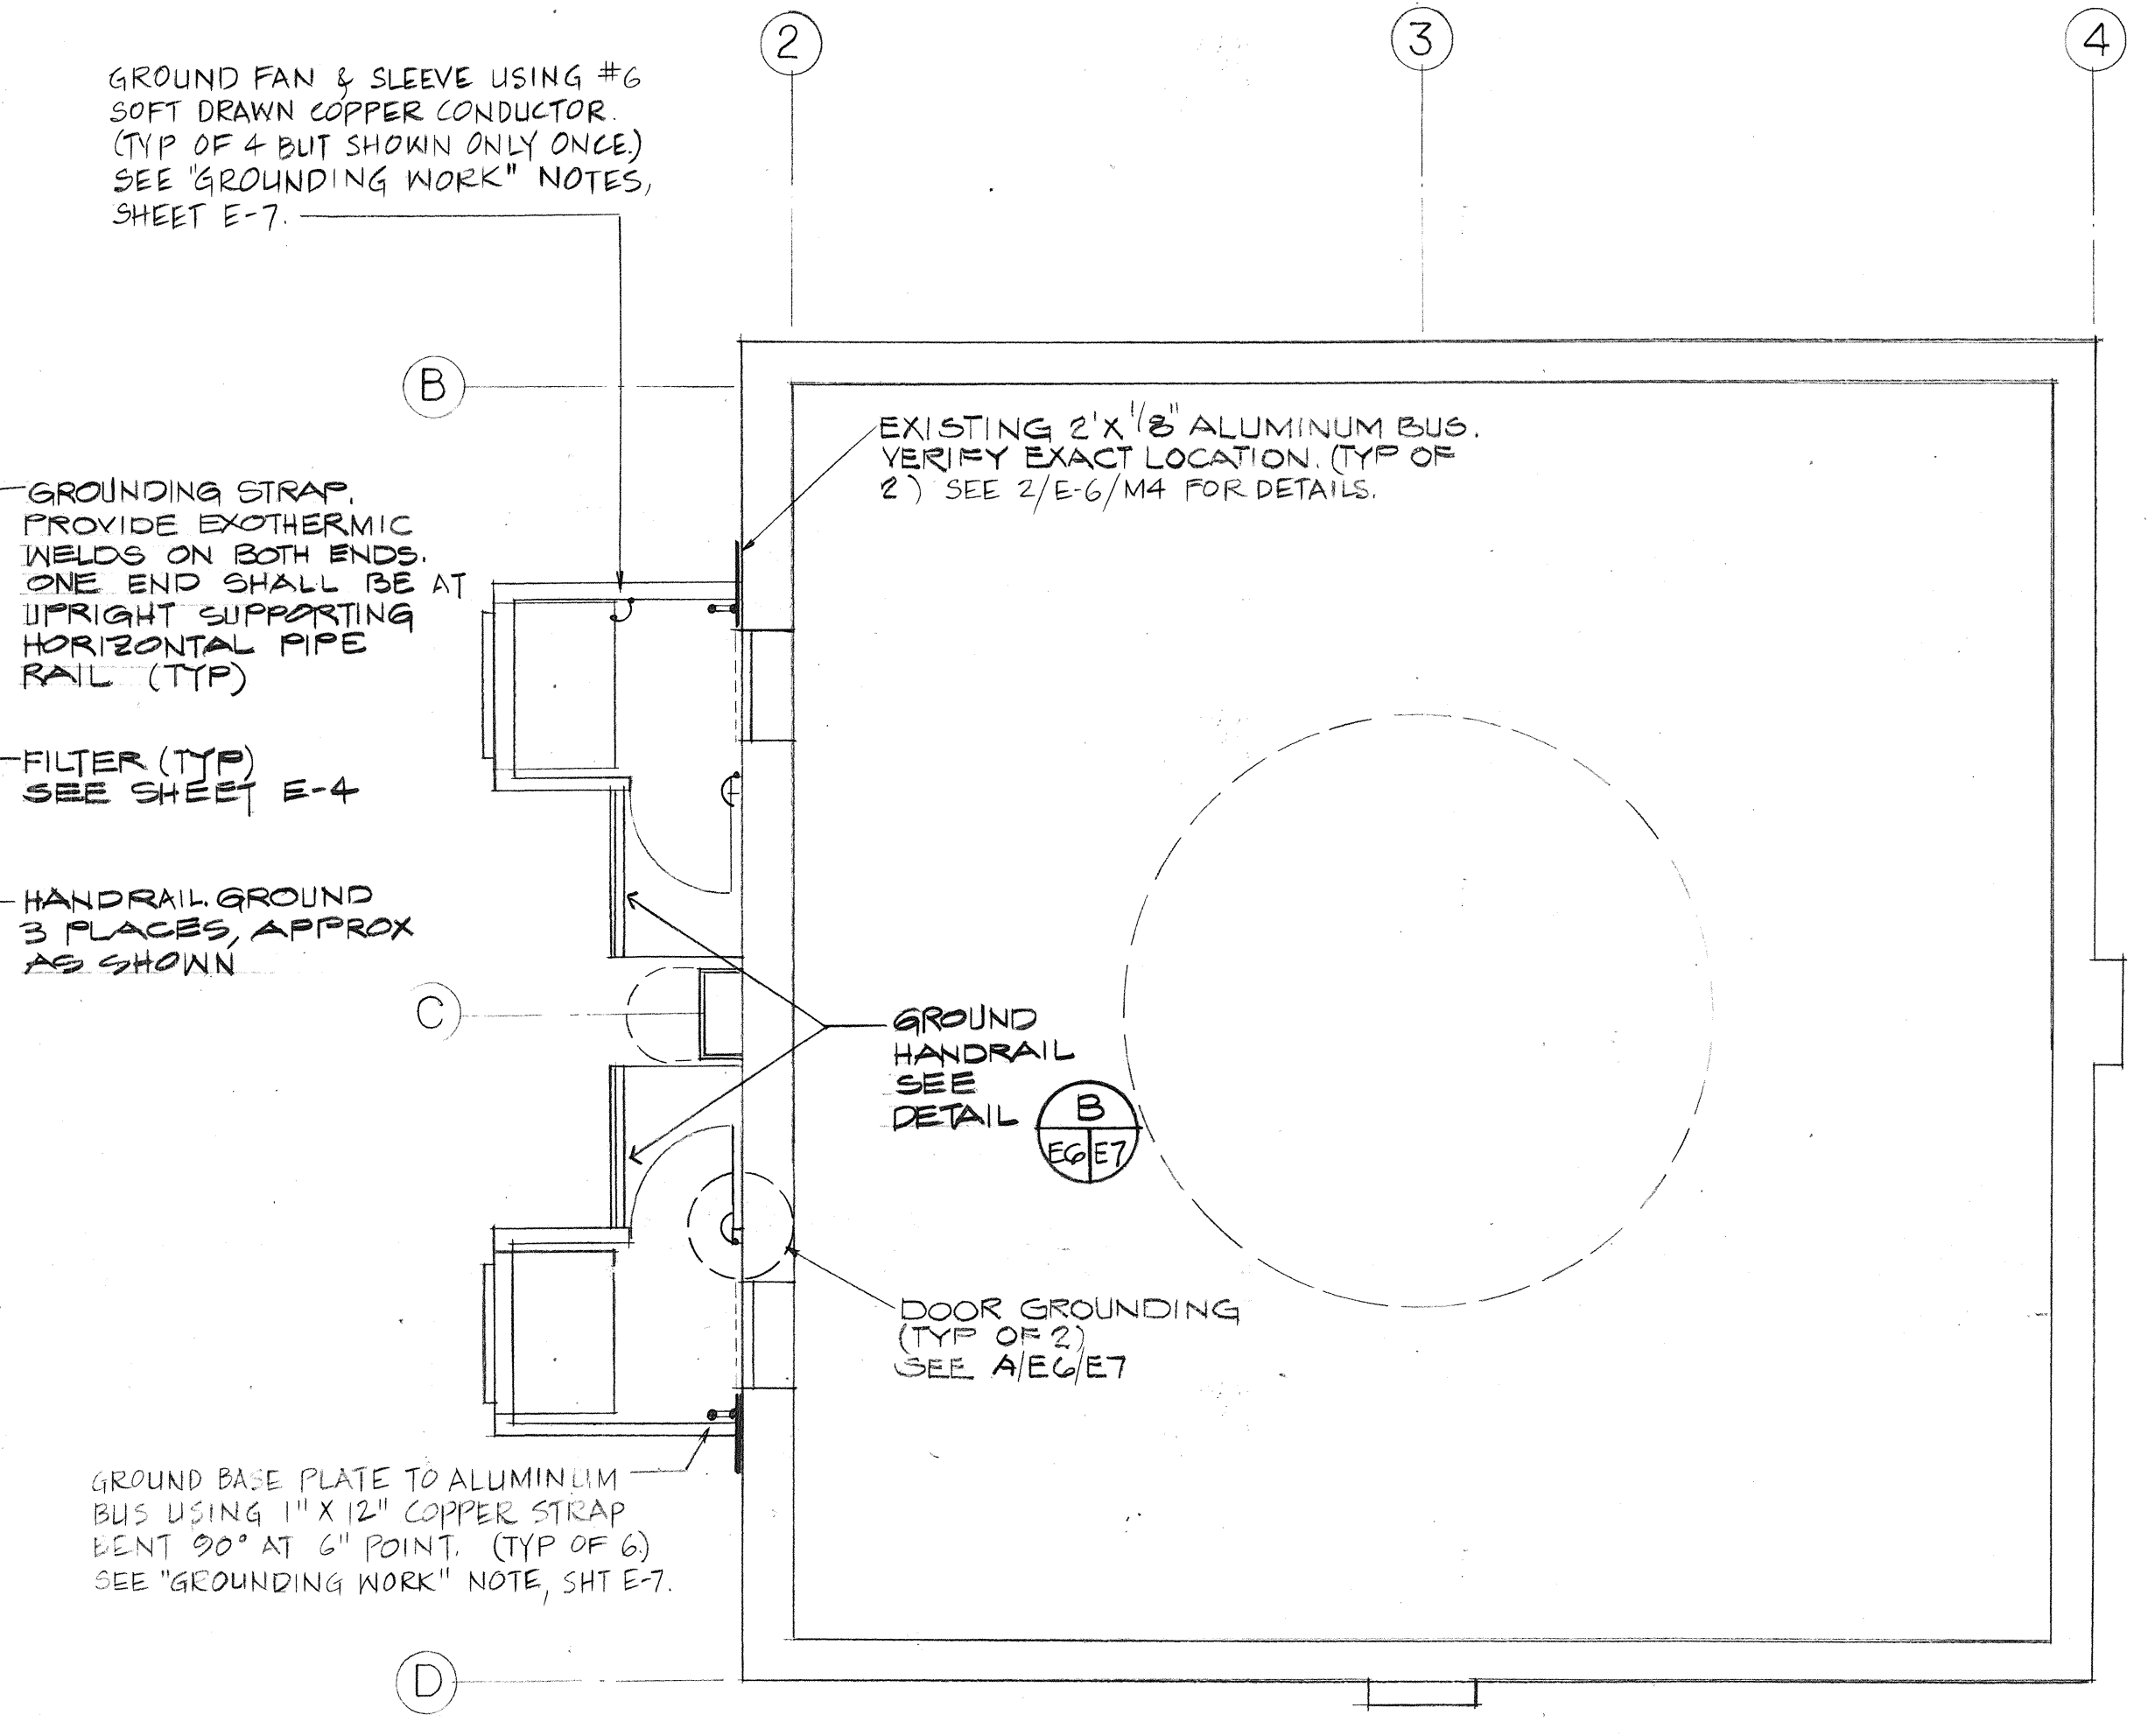 2
3
4
GROUND FAN & SLEEVE USING #6
SOFT DRAWN COPPER CONDUCTOR.
(TYP OF 4 BUT SHOWN ONLY ONCE.)
SEE "GROUNDING WORK" NOTES,
SHEET E-7.
B
EXISTING 2'X 1/8" ALUMINUM BUS.
VERIFY EXACT LOCATION. (TYP OF
2) SEE 2/E-6/M4 FOR DETAILS.
GROUNDING STRAP.
PROVIDE EXOTHERMIC
WELDS ON BOTH ENDS.
ONE END SHALL BE AT
UPRIGHT SUPPORTING
HORIZONTAL PIPE
RAIL (TYP)
FILTER (TYP)
SEE SHEET E-4
HANDRAIL. GROUND
3 PLACES, APPROX
AS SHOWN
C
GROUND
HANDRAIL
SEE
DETAIL
B
E6 E7
DOOR GROUNDING
(TYP OF 2)
SEE A/E6/E7
GROUND BASE PLATE TO ALUMINUM
BUS USING 1" X 12" COPPER STRAP
BENT 90° AT 6" POINT. (TYP OF 6.)
SEE "GROUNDING WORK" NOTE, SHT E-7.
D